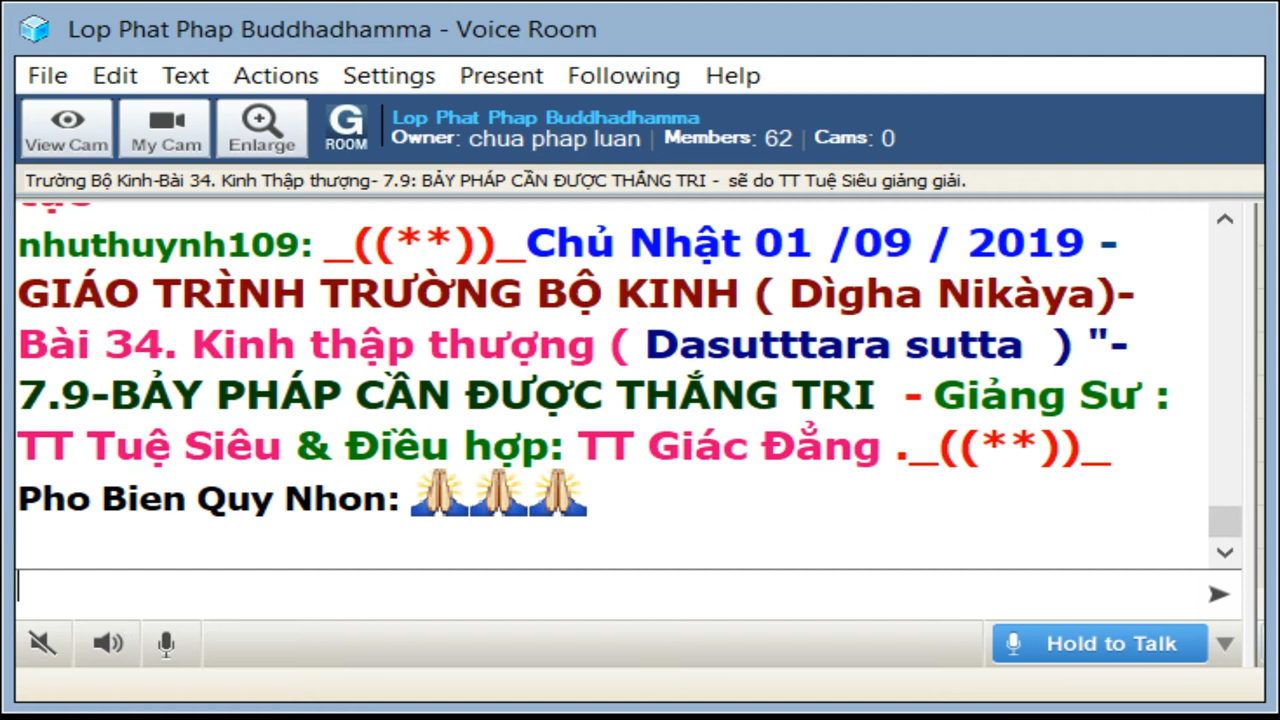 Lop Phat Phap Buddhadhamma - Voice Room
File Edit Text Actions Settings Present Following Help
View Cam My Cam Enlarge G ROOM
Lop Phat Phap Buddhadhamma
Owner: chua phap luan | Members: 62 | Cams: 0
Trường Bộ Kinh-Bài 34. Kinh Thập thượng- 7.9: BẢY PHÁP CẦN ĐƯỢC THẮNG TRI - sẽ do TT Tuệ Siêu giảng giải.
nhuthuynh109: _((**))_Chủ Nhật 01 /09 / 2019 -
GIÁO TRÌNH TRƯỜNG BỘ KINH ( Dìgha Nikàya)-
Bài 34. Kinh thập thượng ( Dasutttara sutta ) "-
7.9-BẢY PHÁP CẦN ĐƯỢC THẮNG TRI - Giảng Sư :
TT Tuệ Siêu & Điều hợp: TT Giác Đẳng ._((**))_
Pho Bien Quy Nhon: 🙏🙏🙏
Hold to Talk